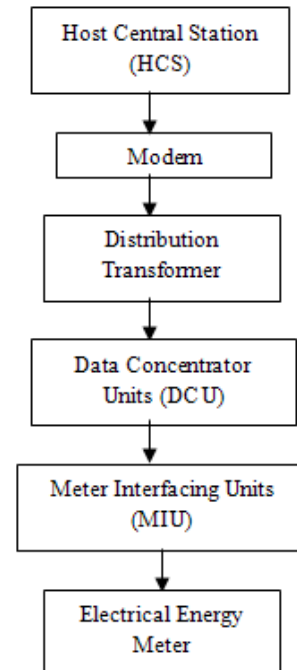 Host Central Station
(HCS)
Modem
Distribution
Transformer
Data Concentrator
Units (DCU)
Meter Interfacing Units
(MIU)
Electrical Energy
Meter